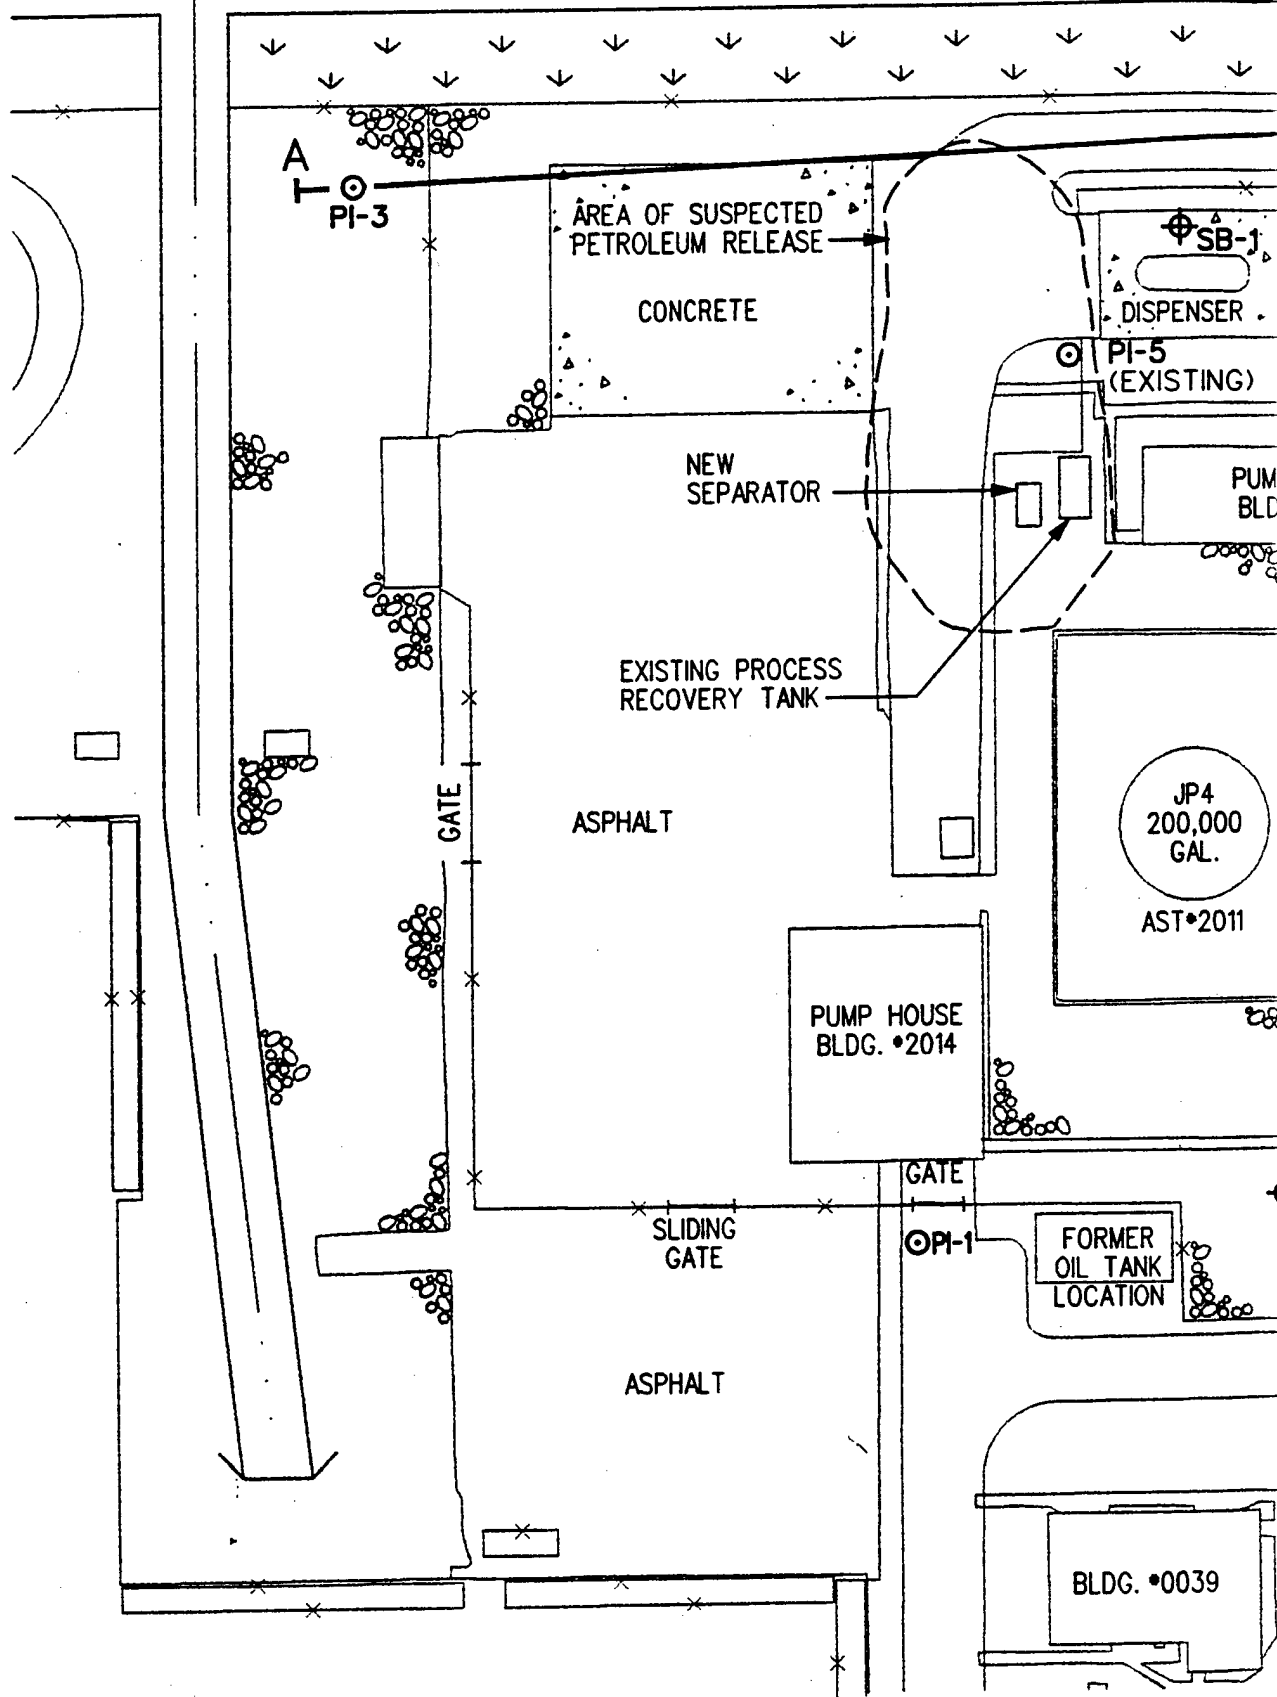 A
PI-3
AREA OF SUSPECTED
PETROLEUM RELEASE
SB-1
CONCRETE
DISPENSER
PI-5
(EXISTING)
NEW
SEPARATOR
PUM
BLD
EXISTING PROCESS
RECOVERY TANK
GATE
ASPHALT
JP4
200,000
GAL.
AST•2011
PUMP HOUSE
BLDG. •2014
GATE
SLIDING
GATE
PI-1
FORMER
OIL TANK
LOCATION
ASPHALT
BLDG. •0039